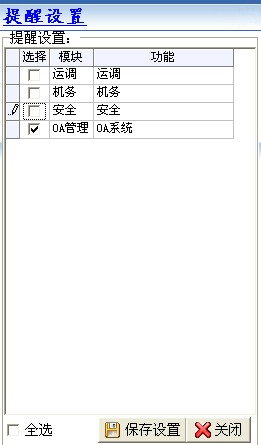 提醒设置
提醒设置:
选择 模块 功能
运调 运调
机务 机务
安全 安全
OA管理 OA系统
全选 保存设置 关闭